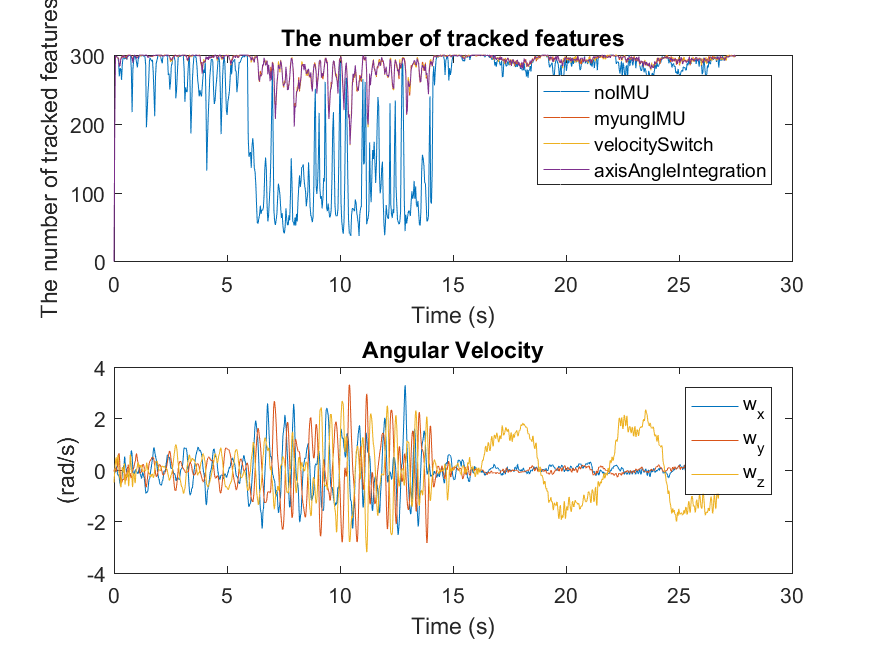 The number of tracked features
The number of tracked features
300
200
100
0
noIMU
myungIMU
velocitySwitch
axisAngleIntegration
0 5 10 15 20 25 30
Time (s)
Angular Velocity
(rad/s)
4
2
0
-2
-4
w_x
w_y
w_z
0 5 10 15 20 25 30
Time (s)